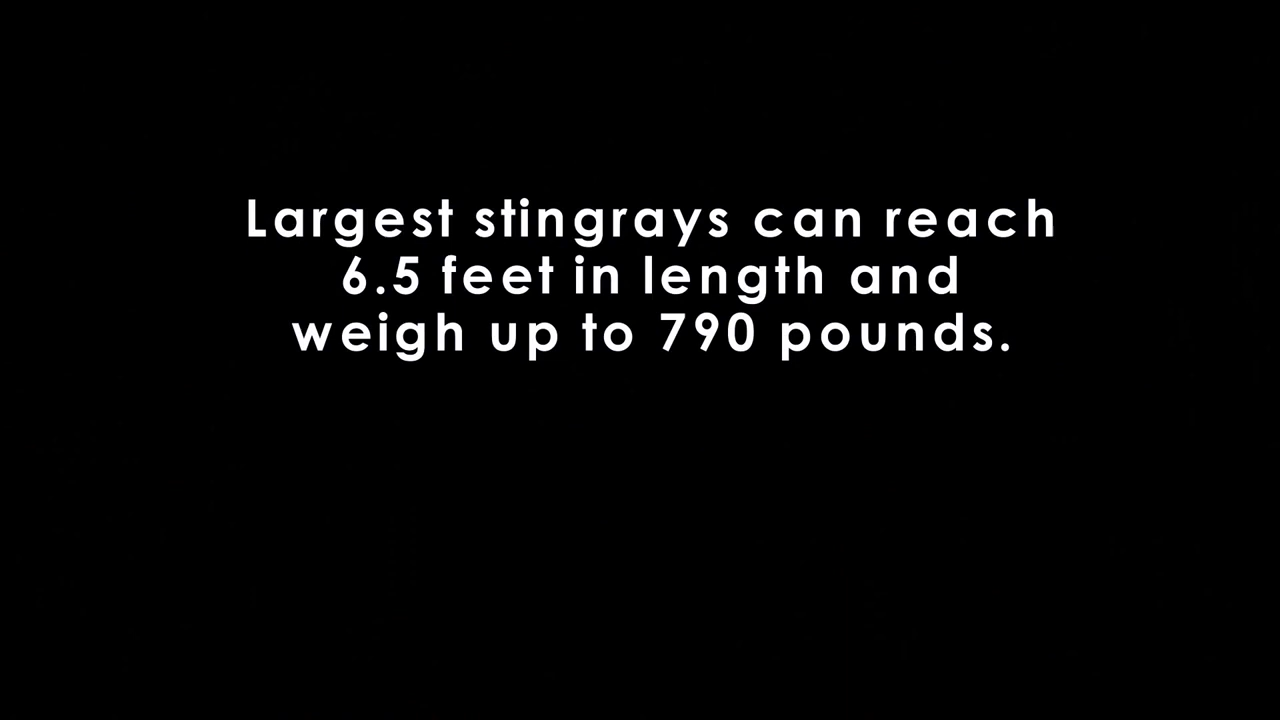 Largest stingrays can reach
6.5 feet in length and
weigh up to 790 pounds.